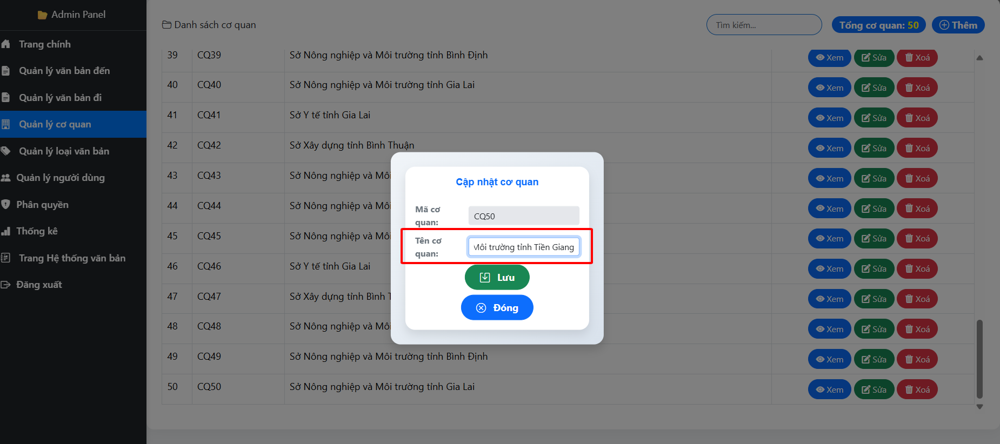 Admin Panel
Trang chính
Quản lý văn bản đến
Quản lý văn bản đi
Quản lý cơ quan
Quản lý loại văn bản
Quản lý người dùng
Phân quyền
Thống kê
Trang Hệ thống văn bản
Đăng xuất
Danh sách cơ quan
Tìm kiếm...
Tổng cơ quan: 50
Thêm
39 CQ39 Sở Nông nghiệp và Môi trường tỉnh Bình Định Xem Sửa Xoá
40 CQ40 Sở Nông nghiệp và Môi trường tỉnh Gia Lai Xem Sửa Xoá
41 CQ41 Sở Y tế tỉnh Gia Lai Xem Sửa Xoá
42 CQ42 Sở Xây dựng tỉnh Bình Thuận Xem Sửa Xoá
43 CQ43 Sở Nông nghiệp và Môi Xem Sửa Xoá
44 CQ44 Sở Nông nghiệp và Môi Xem Sửa Xoá
45 CQ45 Sở Nông nghiệp và Môi Xem Sửa Xoá
46 CQ46 Sở Y tế tỉnh Gia Lai Xem Sửa Xoá
47 CQ47 Sở Xây dựng tỉnh Bình T Xem Sửa Xoá
48 CQ48 Sở Nông nghiệp và Môi Xem Sửa Xoá
49 CQ49 Sở Nông nghiệp và Môi trường tỉnh Bình Định Xem Sửa Xoá
50 CQ50 Sở Nông nghiệp và Môi trường tỉnh Gia Lai Xem Sửa Xoá
Cập nhật cơ quan
Mã cơ
quan:
CQ50
Tên cơ
quan:
Môi trường tỉnh Tiền Giang
Lưu
Đóng